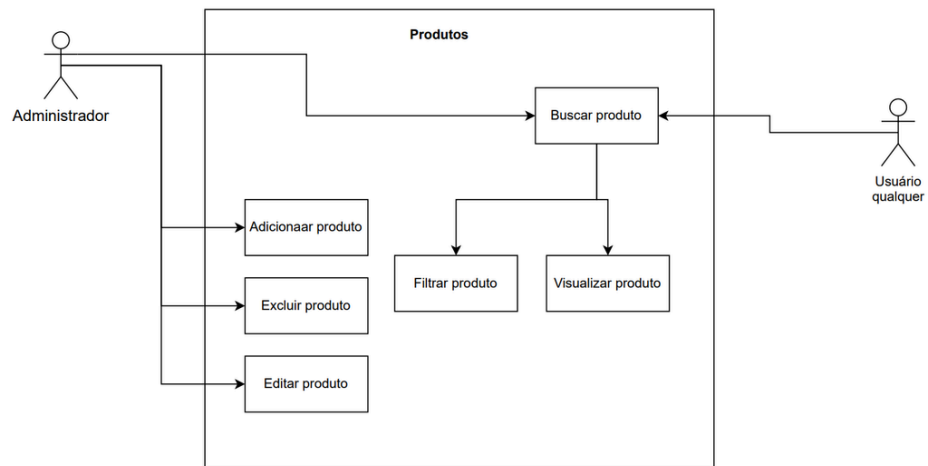 Produtos
Administrador
Buscar produto
Usuário
qualquer
Adicionaar produto
Filtrar produto
Visualizar produto
Excluir produto
Editar produto